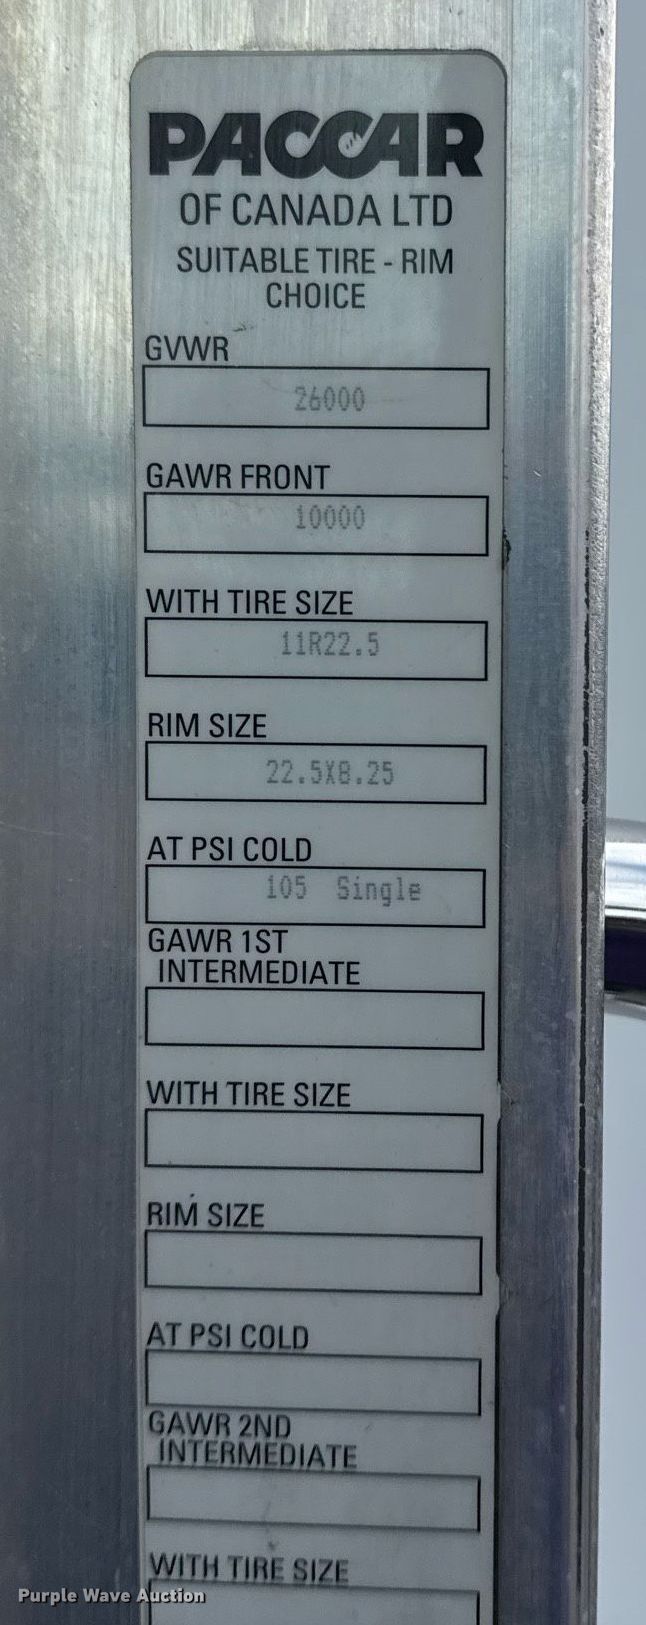 PACCAR
OF CANADA LTD
SUITABLE TIRE - RIM
CHOICE
GVWR
26000
GAWR FRONT
10000
WITH TIRE SIZE
11R22.5
RIM SIZE
22.5X8.25
AT PSI COLD
105 Single
GAWR 1ST
INTERMEDIATE
WITH TIRE SIZE
RIM SIZE
AT PSI COLD
GAWR 2ND
INTERMEDIATE
WITH TIRE SIZE
Purple Wave Auction